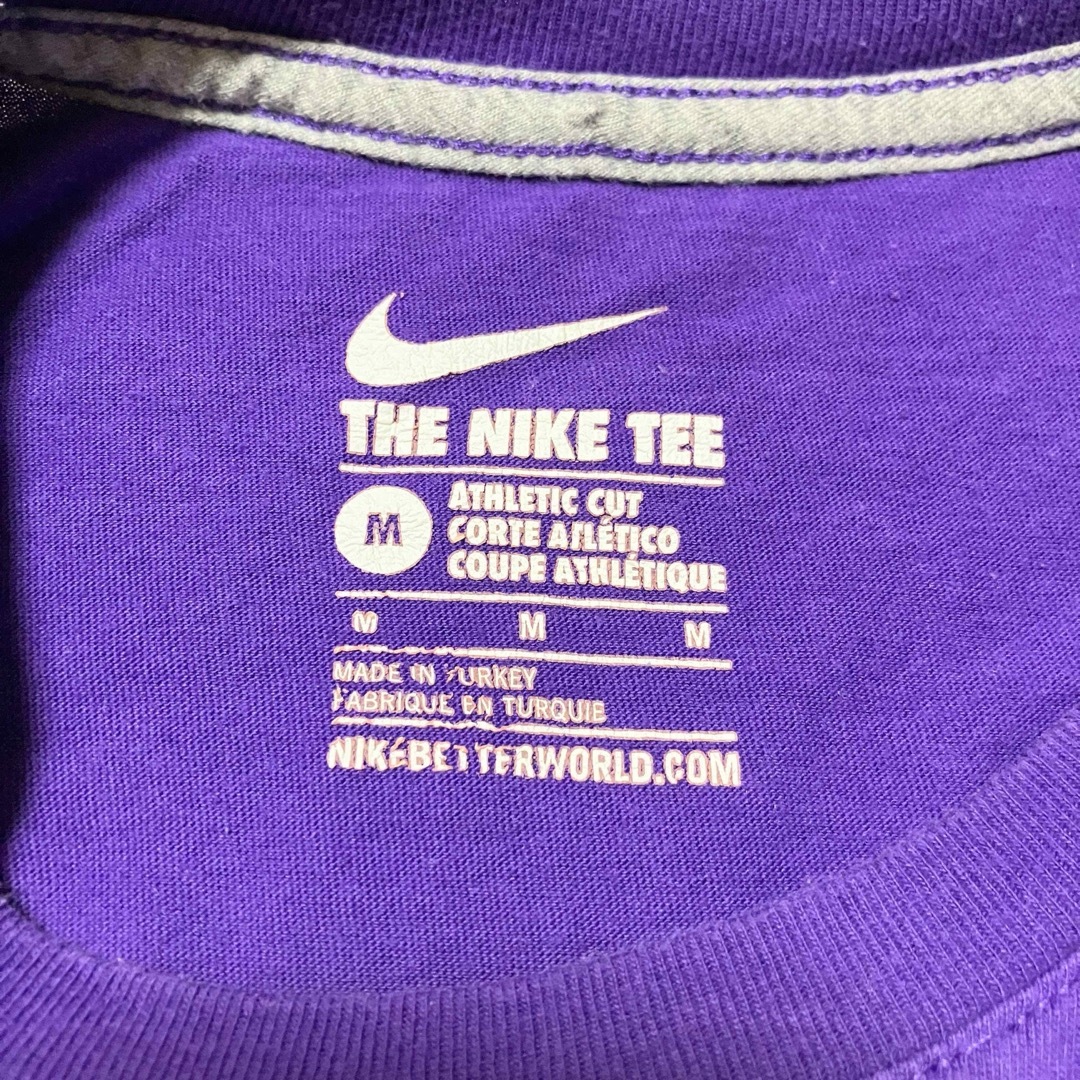 THE NIKE TEE
M
ATHLETIC CUT
CORTE ATLÉTICO
COUPE ATHLÉTIQUE
M M M
MADE IN TURKEY
FABRIQUE EN TURQUIE
NIKEBETTERWORLD.COM